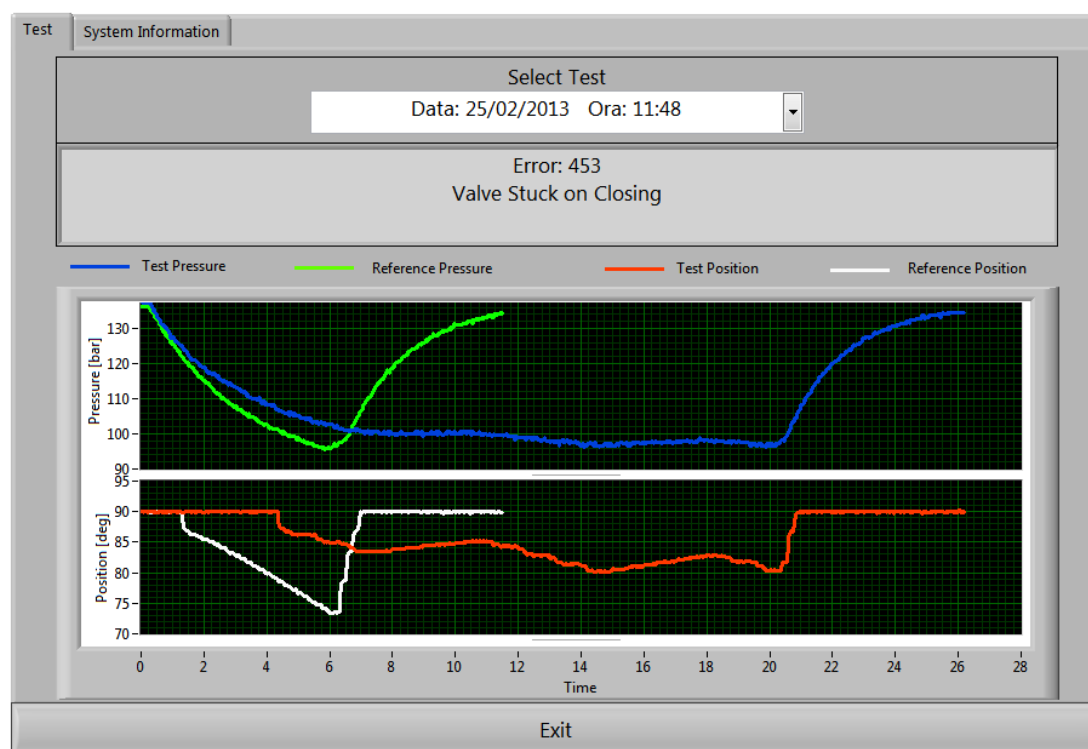 Test
System Information
Select Test
Data: 25/02/2013 Ora: 11:48
Error: 453
Valve Stuck on Closing
Test Pressure
Reference Pressure
Test Position
Reference Position
Pressure [bar]
130
120
110
100
90
Position [deg]
95
90
85
80
75
70
0 2 4 6 8 10 12 14 16 18 20 22 24 26 28
Time
Exit